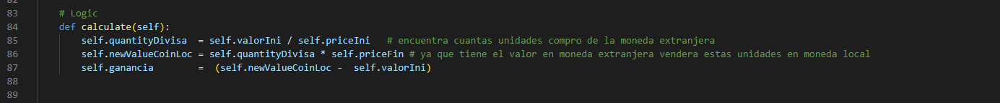 82
83 # Logic
84 def calculate(self):
85 self.quantityDivisa = self.valorIni / self.priceIni # encuentra cuantas unidades compro de la moneda extranjera
86 self.newValueCoinLoc = self.quantityDivisa * self.priceFin # ya que tiene el valor en moneda extranjera vendera estas unidades en moneda local
87 self.ganancia = (self.newValueCoinLoc - self.valorIni)
88
89